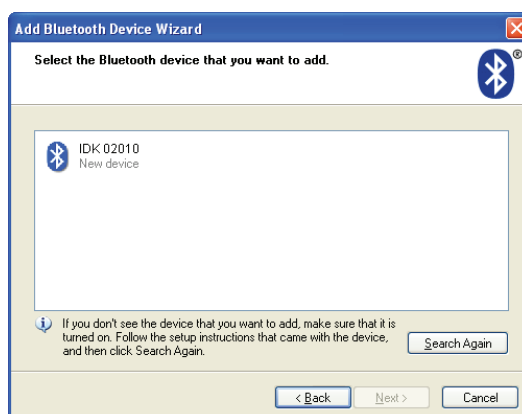 Add Bluetooth Device Wizard
Select the Bluetooth device that you want to add.
®
IDK 02010
New device
If you don't see the device that you want to add, make sure that it is
turned on. Follow the setup instructions that came with the device,
and then click Search Again.
Search Again
< Back
Next >
Cancel